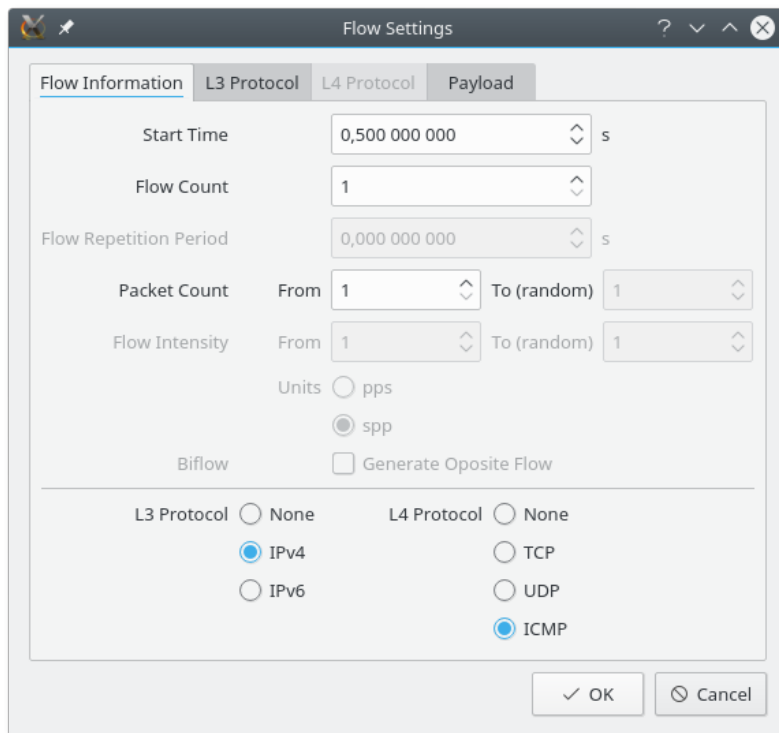 Flow Settings
Flow Information L3 Protocol L4 Protocol Payload
Start Time 0,500 000 000 s
Flow Count 1
Flow Repetition Period 0,000 000 000 s
Packet Count From 1 To (random) 1
Flow Intensity From 1 To (random) 1
Units pps
spp
Biflow Generate Oposite Flow
L3 Protocol None L4 Protocol None
IPv4 TCP
IPv6 UDP
ICMP
OK Cancel